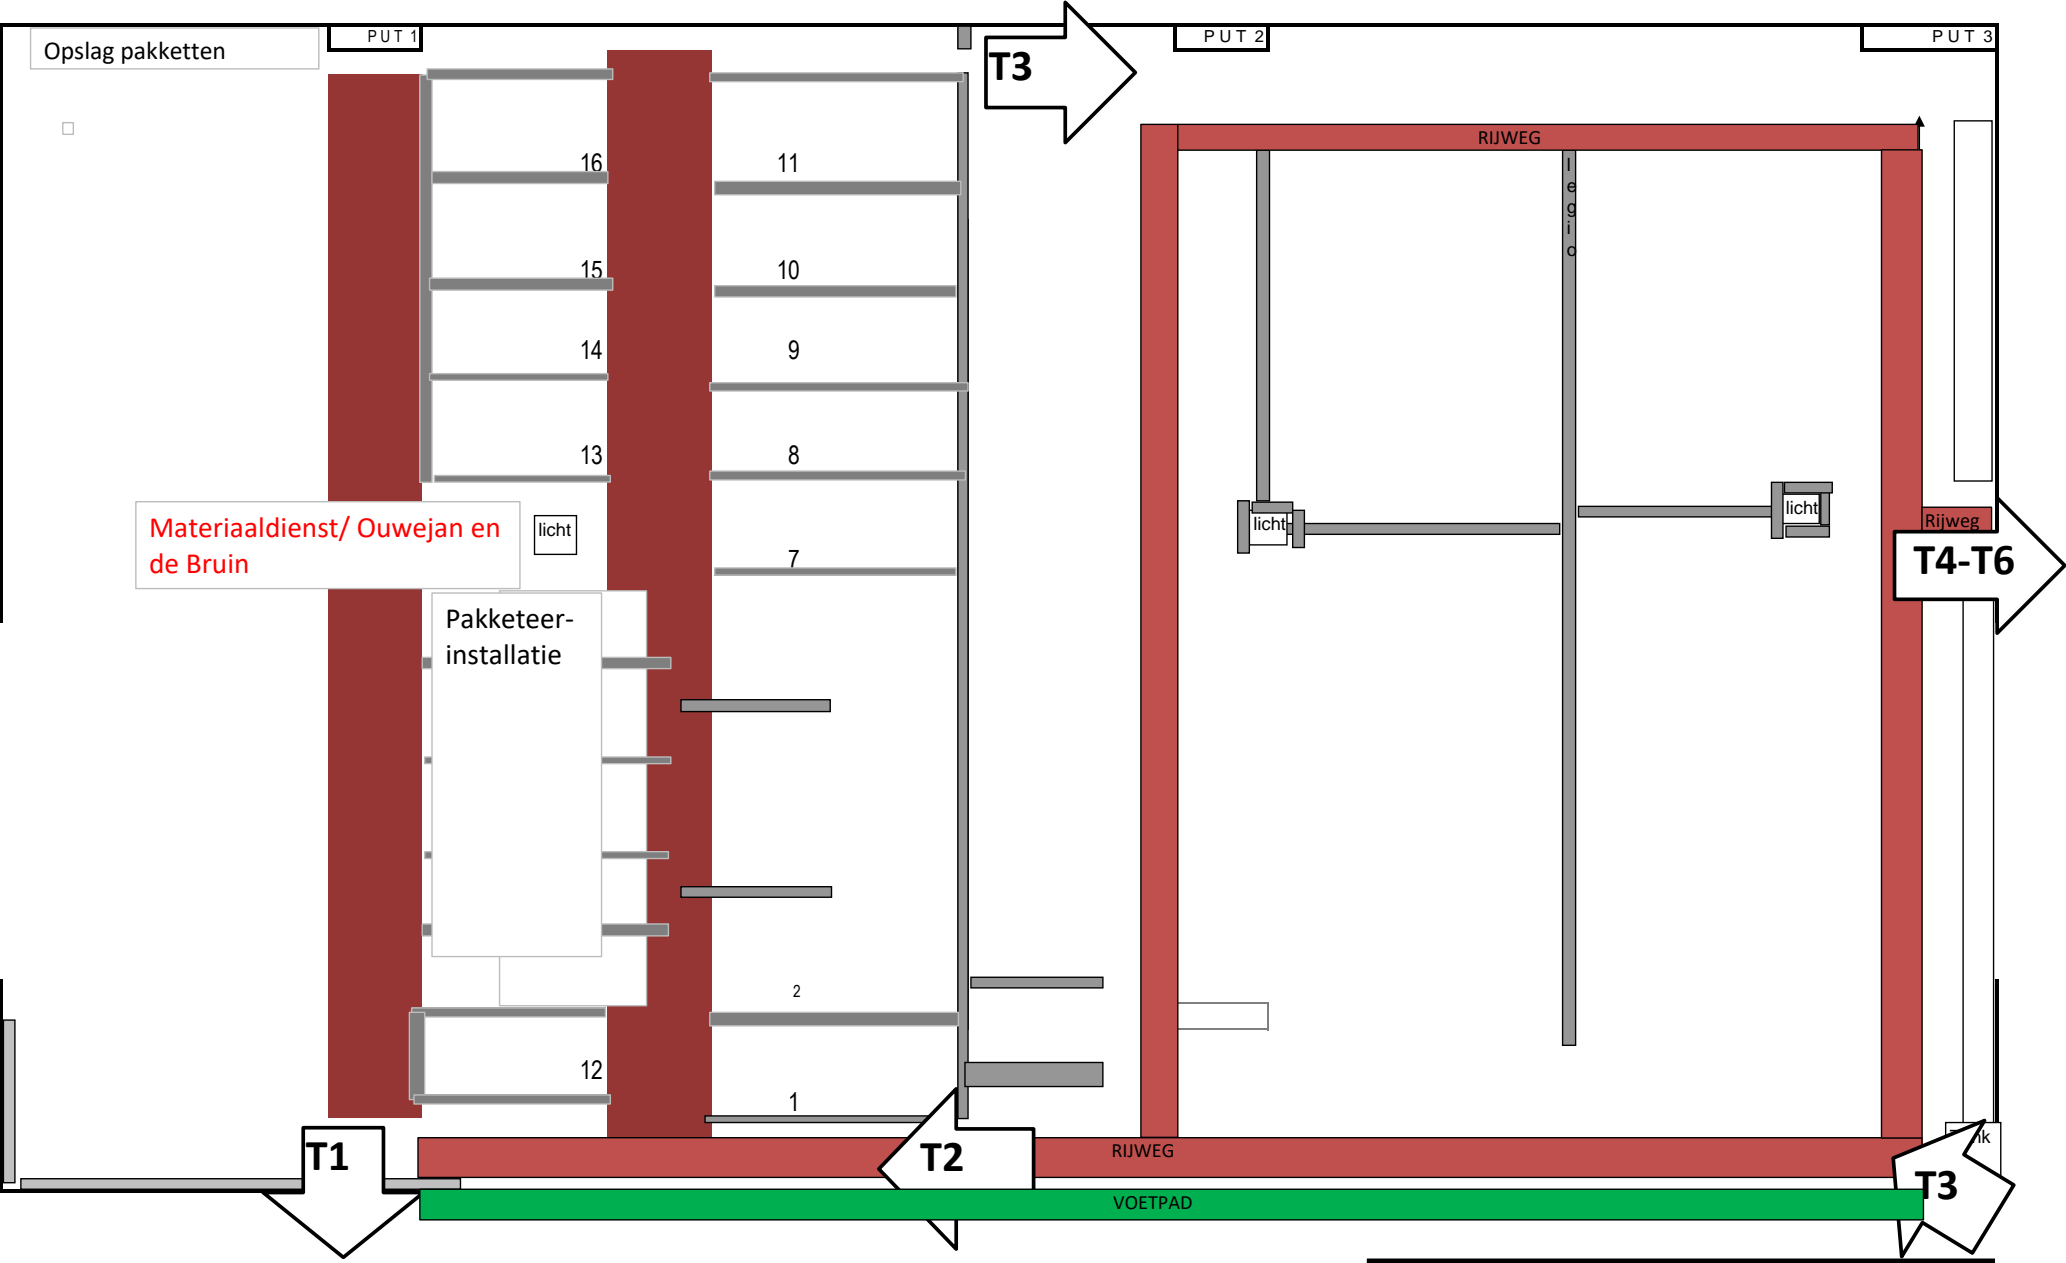 Opslag pakketten
PUT 1
T3
PUT 2
PUT 3
RIJWEG
16
11
legio
15
10
14
9
13
8
Materiaaldienst/ Ouwejan en
de Bruin
licht
licht
licht
Rijweg
7
T4-T6
Pakketeer-
installatie
2
12
1
T1
T2
RIJWEG
T3
VOETPAD